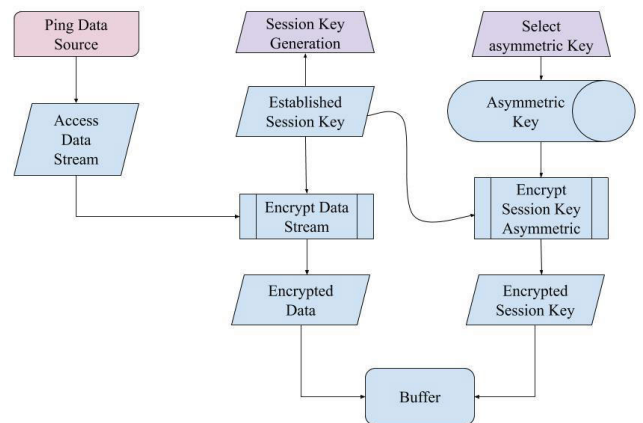 Ping Data
Source
Session Key
Generation
Select
asymmetric Key
Access
Data
Stream
Established
Session Key
Asymmetric
Key
Encrypt Data
Stream
Encrypt
Session Key
Asymmetric
Encrypted
Data
Encrypted
Session Key
Buffer